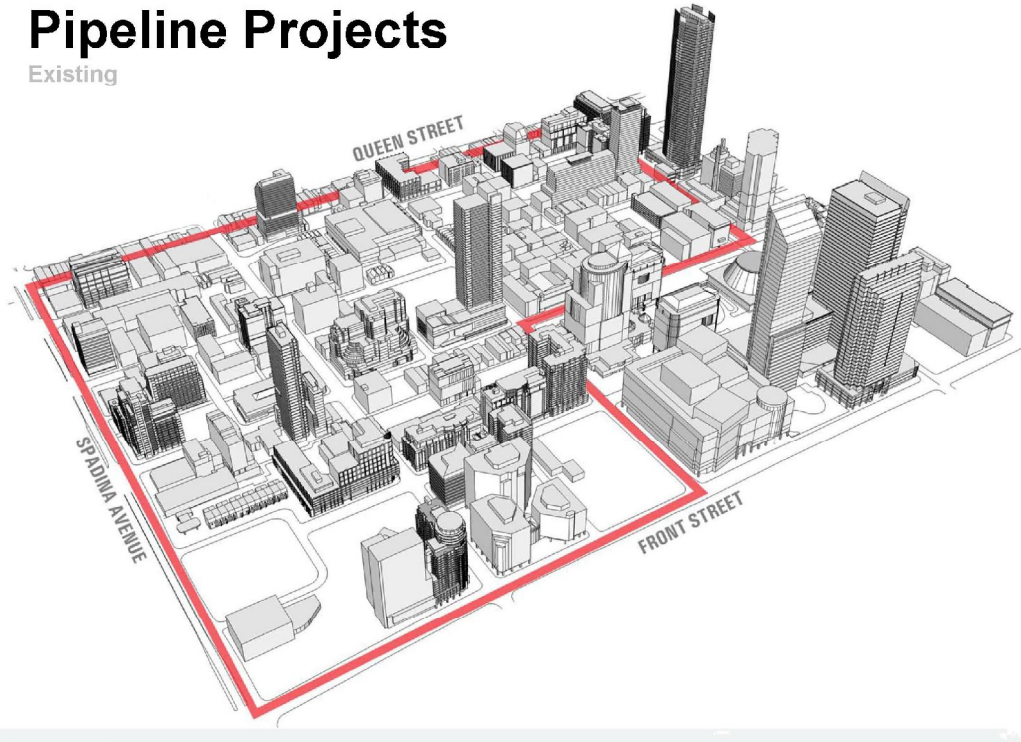 Pipeline Projects
Existing
QUEEN STREET
SPADINA AVENUE
FRONT STREET